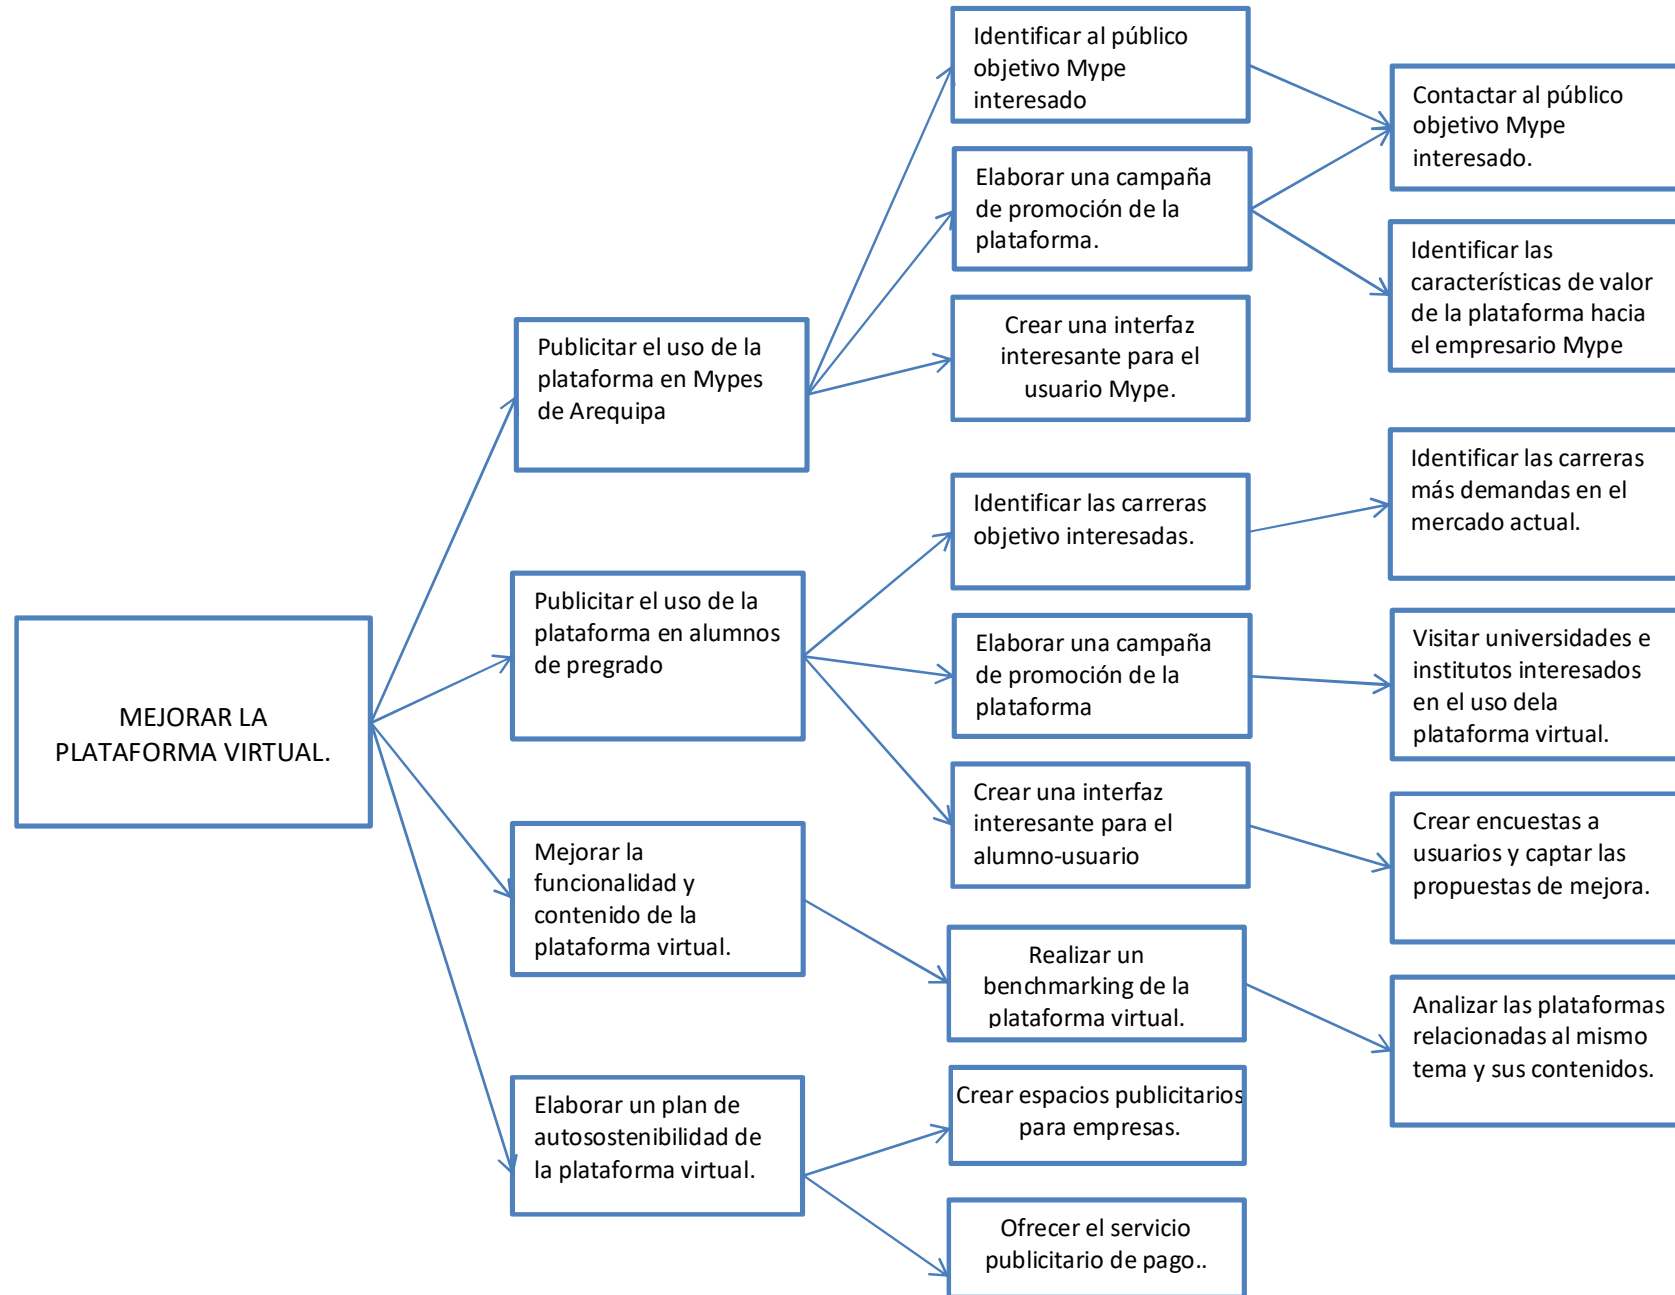 MEJORAR LA
PLATAFORMA VIRTUAL.
Publicitar el uso de la
plataforma en Mypes
de Arequipa
Publicitar el uso de la
plataforma en alumnos
de pregrado
Mejorar la
funcionalidad y
contenido de la
plataforma virtual.
Elaborar un plan de
autosostenibilidad de
la plataforma virtual.
Identificar al público
objetivo Mype
interesado
Elaborar una campaña
de promoción de la
plataforma.
Crear una interfaz
interesante para el
usuario Mype.
Identificar las carreras
objetivo interesadas.
Elaborar una campaña
de promoción de la
plataforma
Crear una interfaz
interesante para el
alumno-usuario
Realizar un
benchmarking de la
plataforma virtual.
Crear espacios publicitarios
para empresas.
Ofrecer el servicio
publicitario de pago..
Contactar al público
objetivo Mype
interesado.
Identificar las
características de valor
de la plataforma hacia
el empresario Mype
Identificar las carreras
más demandas en el
mercado actual.
Visitar universidades e
institutos interesados
en el uso dela
plataforma virtual.
Crear encuestas a
usuarios y captar las
propuestas de mejora.
Analizar las plataformas
relacionadas al mismo
tema y sus contenidos.